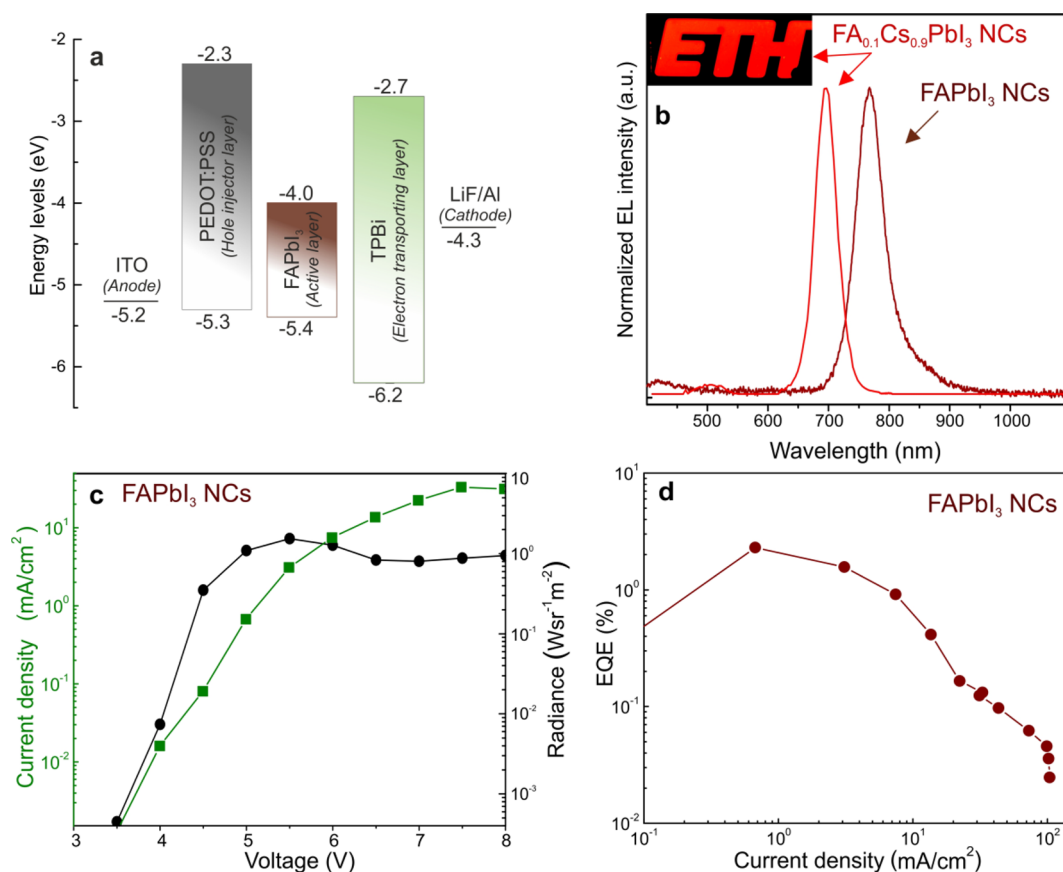 a
Energy levels (eV)
-2
-3
-4
-5
-6
ITO
(Anode)
-5.2
-2.3
PEDOT:PSS
(Hole injector layer)
-5.3
-4.0
FAPbI₃
(Active layer)
-5.4
-2.7
TPBi
(Electron transporting layer)
-6.2
LiF/Al
(Cathode)
-4.3
b
ETH
FA₀.₁Cs₀.₉PbI₃ NCs
FAPbI₃ NCs
Normalized EL intensity (a.u.)
500 600 700 800 900 1000
Wavelength (nm)
c
FAPbI₃ NCs
Current density (mA/cm²)
10¹
10⁰
10⁻¹
10⁻²
Radiance (Wsr⁻¹m⁻²)
10
10⁰
10⁻¹
10⁻²
10⁻³
3 4 5 6 7 8
Voltage (V)
d
FAPbI₃ NCs
EQE (%)
10¹
10⁰
10⁻¹
10⁻²
10⁻¹ 10⁰ 10¹ 10²
Current density (mA/cm²)